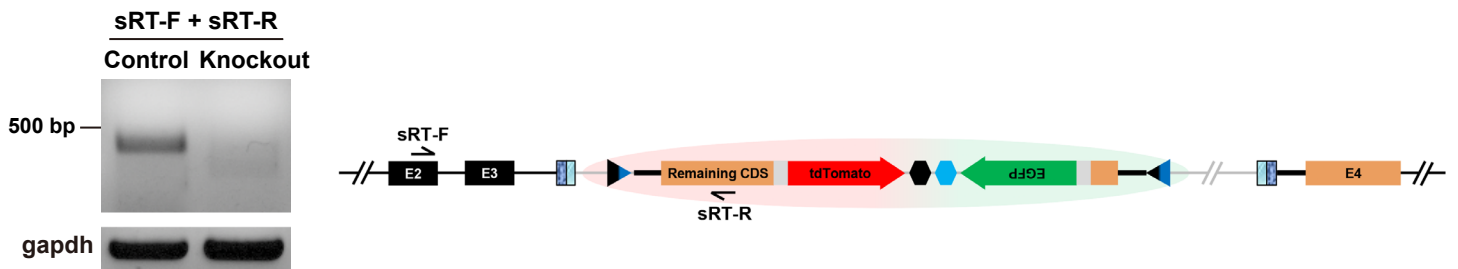 sRT-F + sRT-R
Control Knockout
500 bp
gapdh
sRT-F
E2 E3 Remaining CDS tdTomato EGFP E4
sRT-R